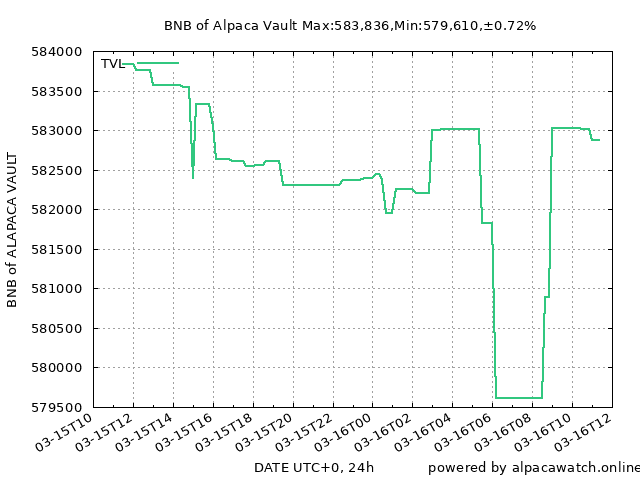 BNB of Alpaca Vault Max:583,836,Min:579,610,±0.72%
TVL
584000
583500
583000
582500
582000
581500
581000
580500
580000
579500
BNB of ALAPACA VAULT
03-15T10
03-15T12
03-15T14
03-15T16
03-15T18
03-15T20
03-15T22
03-16T00
03-16T02
03-16T04
03-16T06
03-16T08
03-16T10
03-16T12
DATE UTC+0, 24h
powered by alpacawatch.online